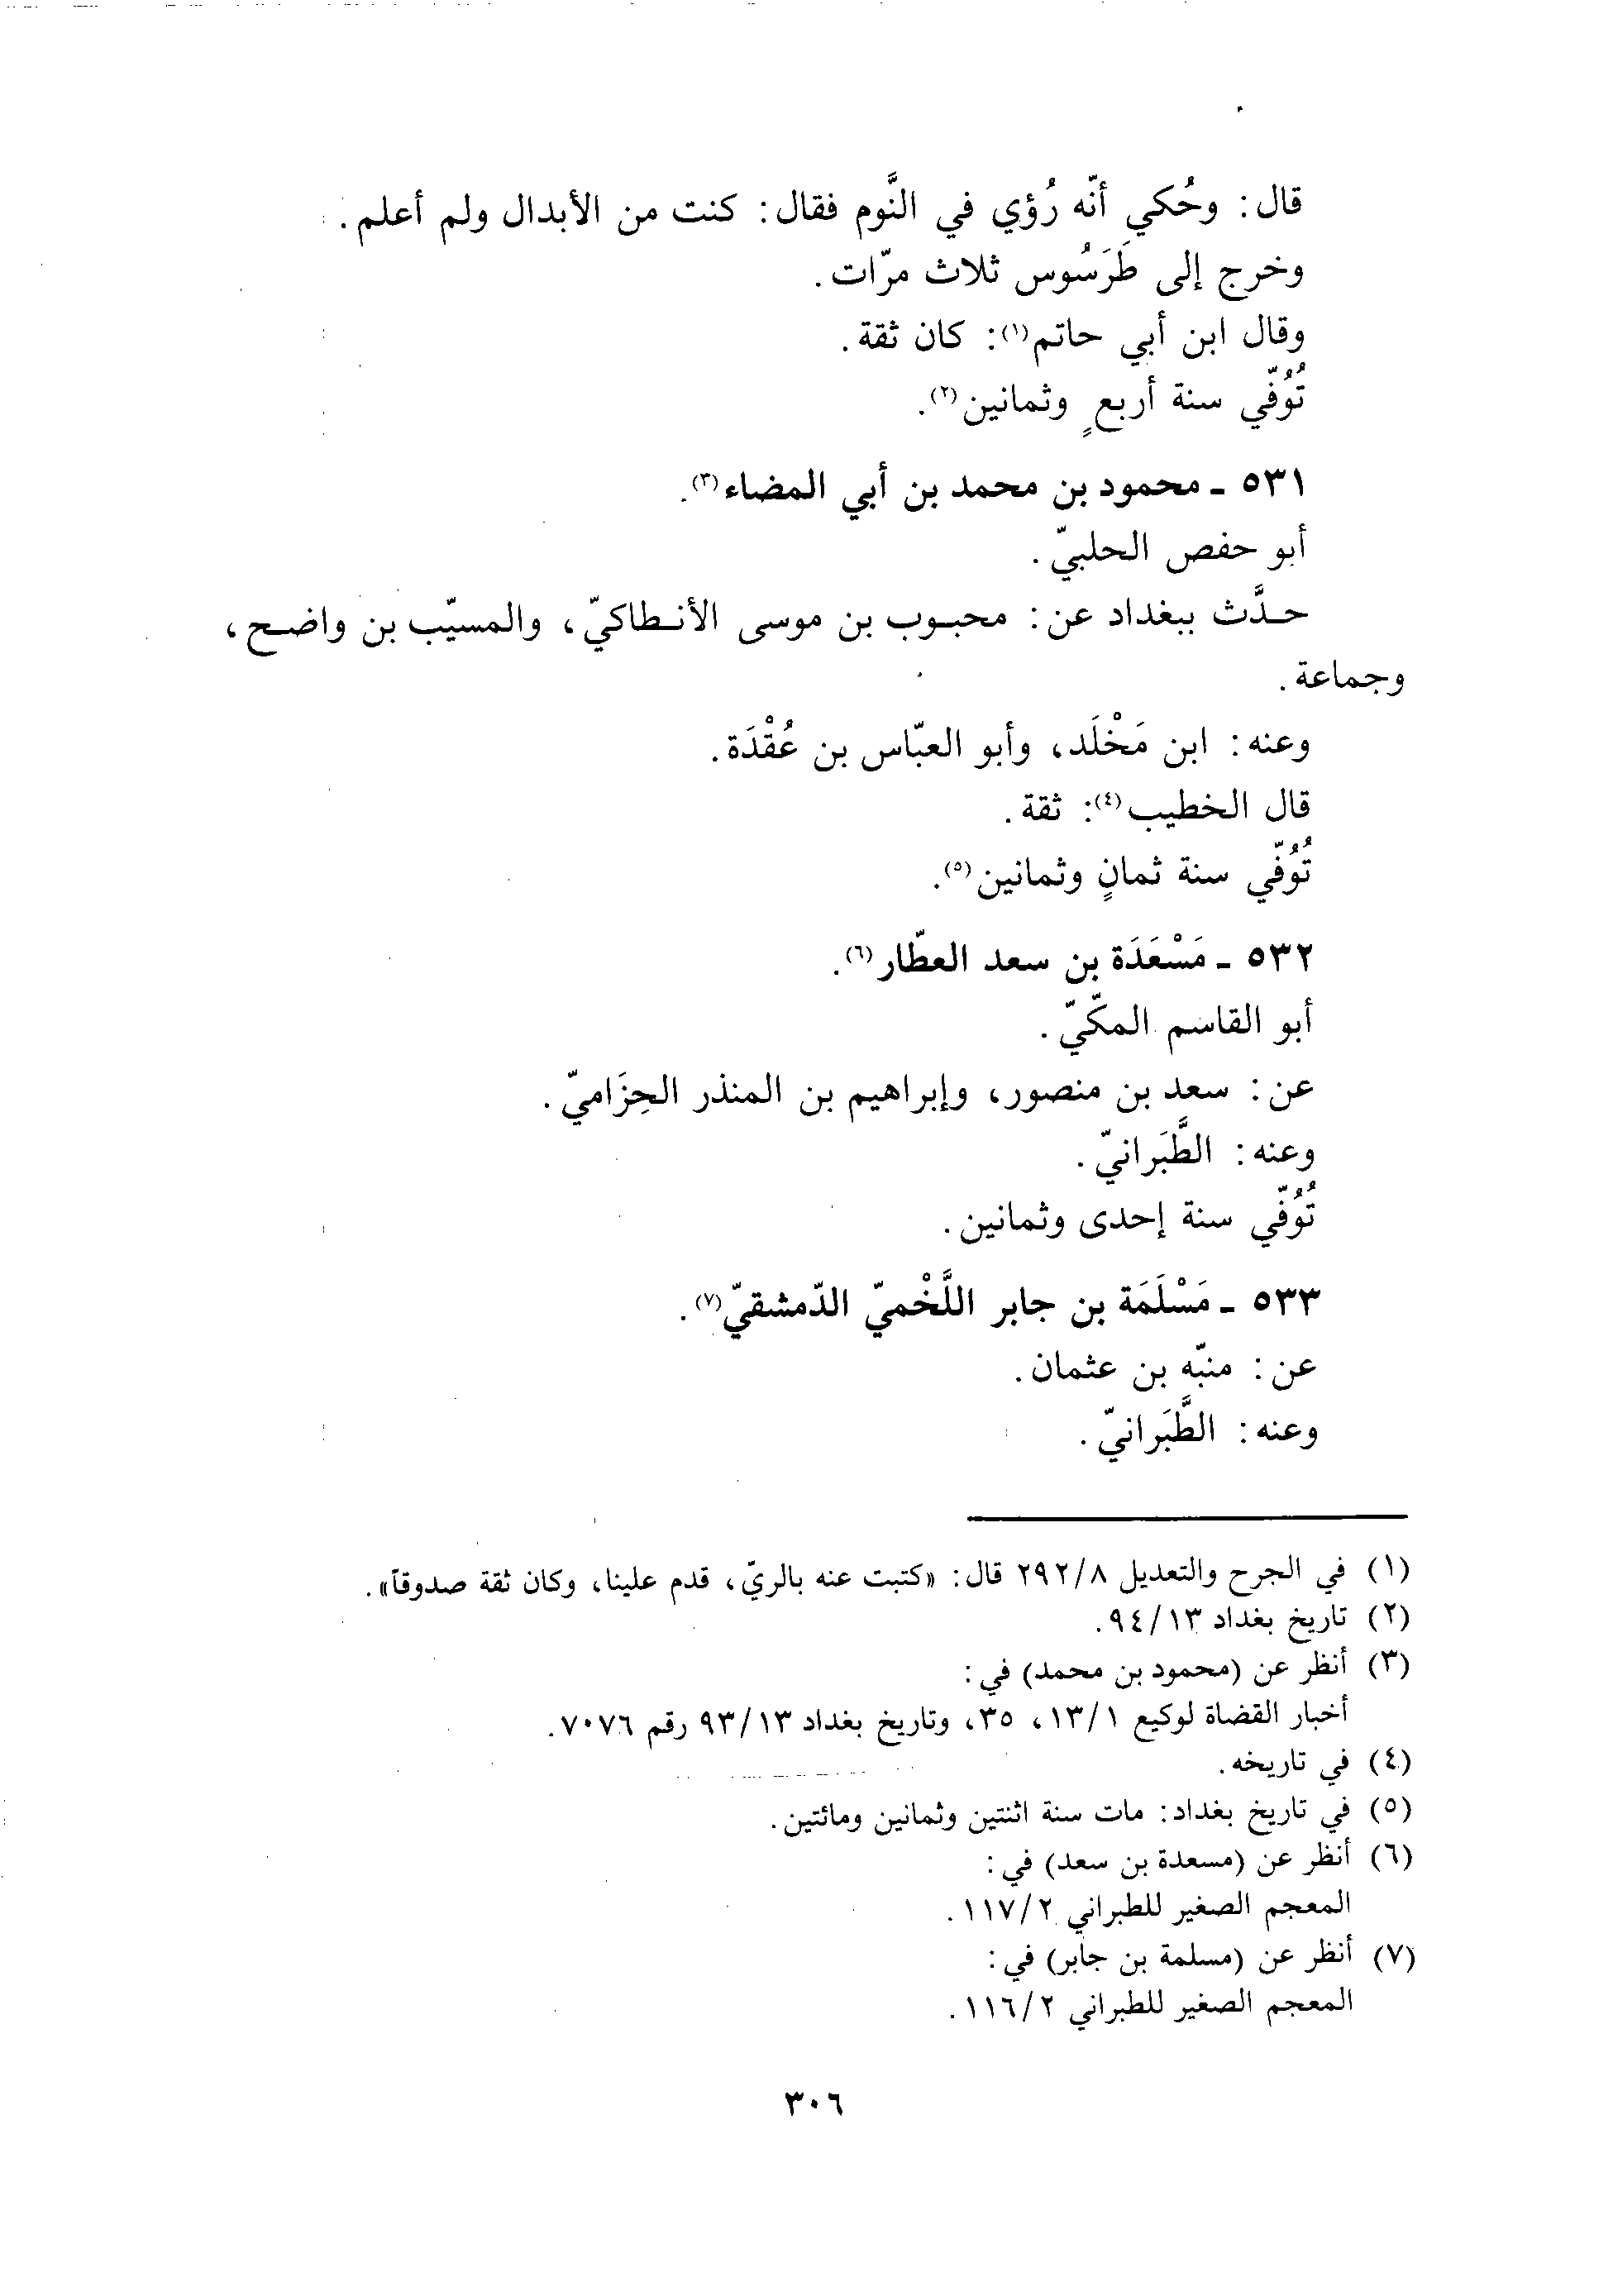 قال: وحُكي أنّه رُؤي في النَّوم فقال: كنت من الأبدال ولم أعلم.
وخرج إلى طَرَسُوس ثلاث مرّات.
وقال ابن أبي حاتم(١): كان ثقة.
تُوُفّي سنة أربعٍ وثمانين(٢).
٥٣١ ـ محمود بن محمد بن أبي المضاء(٣).
أبو حفص الحلبيّ.
حدَّث ببغداد عن: محبوب بن موسى الأنطاكيّ، والمسيّب بن واضح،
وجماعة.
وعنه: ابن مَخْلَد، وأبو العبّاس بن عُقْدَة.
قال الخطيب(٤): ثقة.
تُوُفّي سنة ثمانٍ وثمانين(٥).
٥٣٢ ـ مَسْعَدَة بن سعد العطّار(٦).
أبو القاسم المكّيّ.
عن: سعد بن منصور، وإبراهيم بن المنذر الحِزَاميّ.
وعنه: الطَّبَرانيّ.
تُوُفّي سنة إحدى وثمانين.
٥٣٣ ـ مَسْلَمَة بن جابر اللَّخْميّ الدّمشقيّ(٧).
عن: منبّه بن عثمان.
وعنه: الطَّبَرانيّ.
(١) في الجرح والتعديل ٢٩٢/٨ قال: «كتبت عنه بالريّ، قدم علينا، وكان ثقة صدوقاً».
(٢) تاريخ بغداد ٩٤/١٣.
(٣) أنظر عن (محمود بن محمد) في:
أخبار القضاة لوكيع ١٣/١، ٣٥، وتاريخ بغداد ٩٣/١٣ رقم ٧٠٧٦.
(٤) في تاريخه.
(٥) في تاريخ بغداد: مات سنة اثنتين وثمانين ومائتين.
(٦) أنظر عن (مسعدة بن سعد) في:
المعجم الصغير للطبراني ١١٧/٢.
(٧) أنظر عن (مسلمة بن جابر) في:
المعجم الصغير للطبراني ١١٦/٢.
٣٠٦